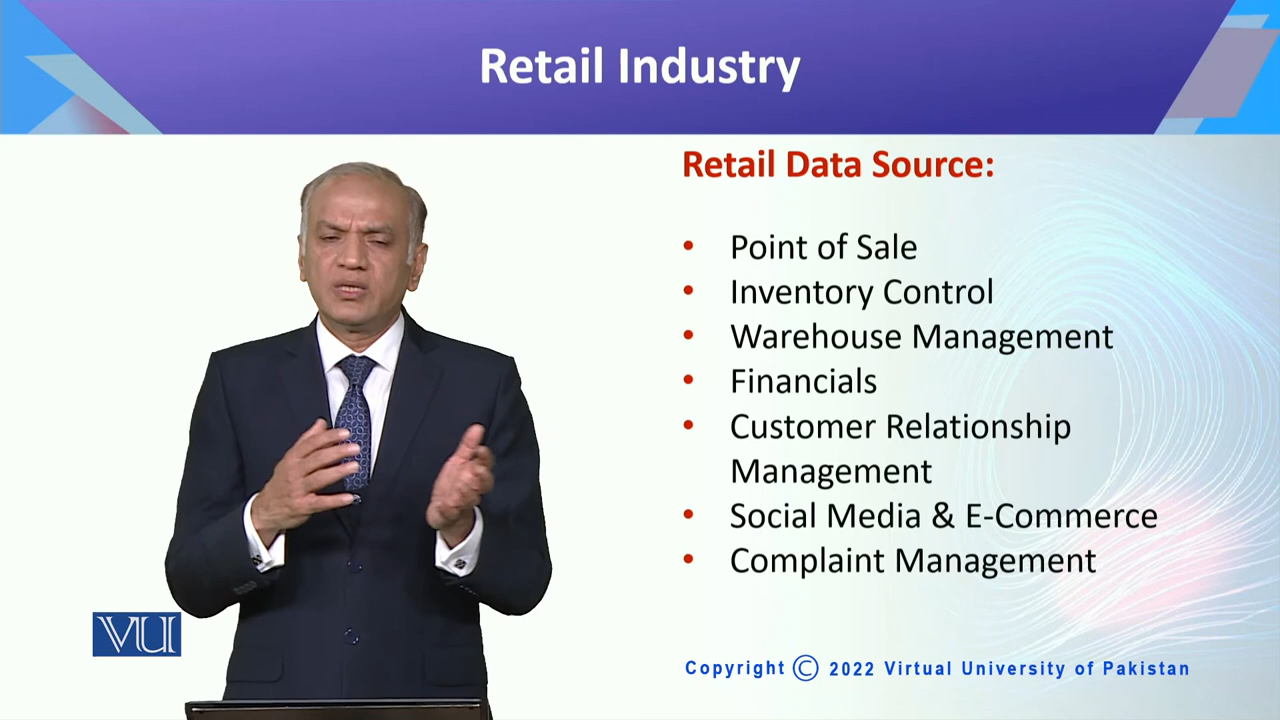 Retail Industry
Retail Data Source:
• Point of Sale
• Inventory Control
• Warehouse Management
• Financials
• Customer Relationship
Management
• Social Media & E-Commerce
• Complaint Management
VU
Copyright © 2022 Virtual University of Pakistan